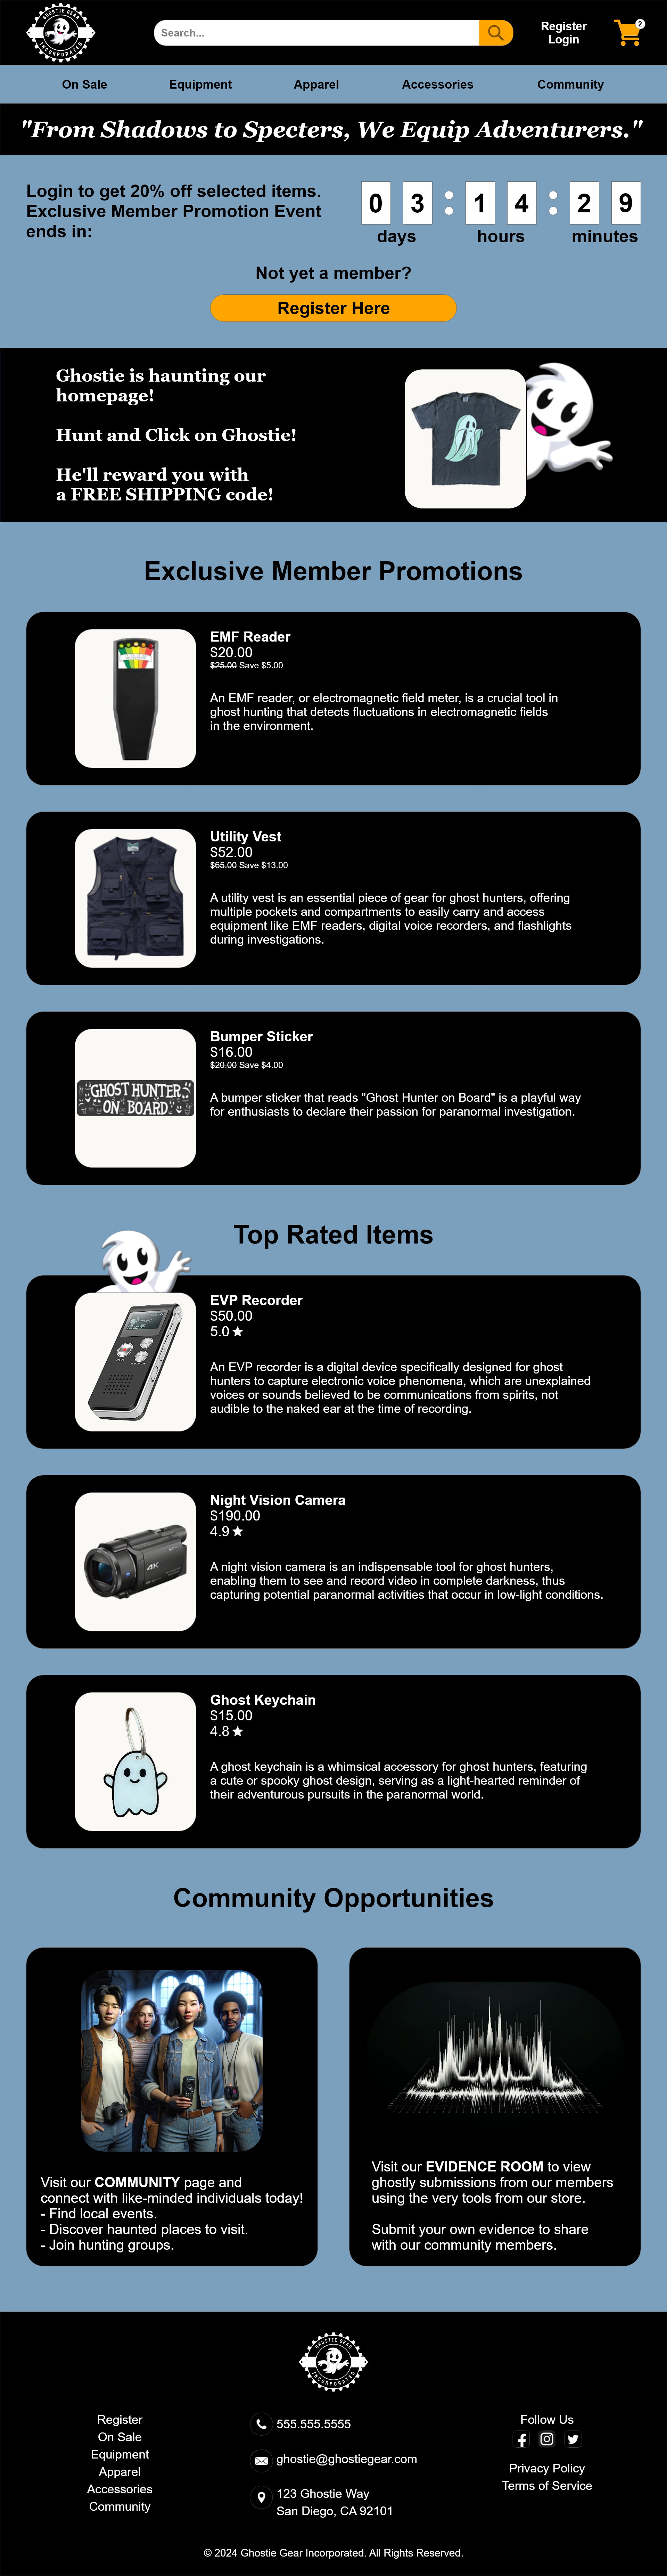 GHOSTIE GEAR
INCORPORATED
Search...
Register
Login
2
On Sale
Equipment
Apparel
Accessories
Community
"From Shadows to Specters, We Equip Adventurers."
Login to get 20% off selected items.
Exclusive Member Promotion Event
ends in:
0 3 : 1 4 : 2 9
days hours minutes
Not yet a member?
Register Here
Ghostie is haunting our
homepage!
Hunt and Click on Ghostie!
He'll reward you with
a FREE SHIPPING code!
Exclusive Member Promotions
EMF Reader
$20.00
$25.00 Save $5.00
An EMF reader, or electromagnetic field meter, is a crucial tool in
ghost hunting that detects fluctuations in electromagnetic fields
in the environment.
Utility Vest
$52.00
$65.00 Save $13.00
A utility vest is an essential piece of gear for ghost hunters, offering
multiple pockets and compartments to easily carry and access
equipment like EMF readers, digital voice recorders, and flashlights
during investigations.
GHOST HUNTER
ON BOARD
Bumper Sticker
$16.00
$20.00 Save $4.00
A bumper sticker that reads "Ghost Hunter on Board" is a playful way
for enthusiasts to declare their passion for paranormal investigation.
Top Rated Items
EVP Recorder
$50.00
5.0
An EVP recorder is a digital device specifically designed for ghost
hunters to capture electronic voice phenomena, which are unexplained
voices or sounds believed to be communications from spirits, not
audible to the naked ear at the time of recording.
4K
Night Vision Camera
$190.00
4.9
A night vision camera is an indispensable tool for ghost hunters,
enabling them to see and record video in complete darkness, thus
capturing potential paranormal activities that occur in low-light conditions.
Ghost Keychain
$15.00
4.8
A ghost keychain is a whimsical accessory for ghost hunters, featuring
a cute or spooky ghost design, serving as a light-hearted reminder of
their adventurous pursuits in the paranormal world.
Community Opportunities
Visit our COMMUNITY page and
connect with like-minded individuals today!
- Find local events.
- Discover haunted places to visit.
- Join hunting groups.
Visit our EVIDENCE ROOM to view
ghostly submissions from our members
using the very tools from our store.
Submit your own evidence to share
with our community members.
GHOSTIE GEAR
INCORPORATED
Register
On Sale
Equipment
Apparel
Accessories
Community
555.555.5555
ghostie@ghostiegear.com
123 Ghostie Way
San Diego, CA 92101
Follow Us
Privacy Policy
Terms of Service
© 2024 Ghostie Gear Incorporated. All Rights Reserved.